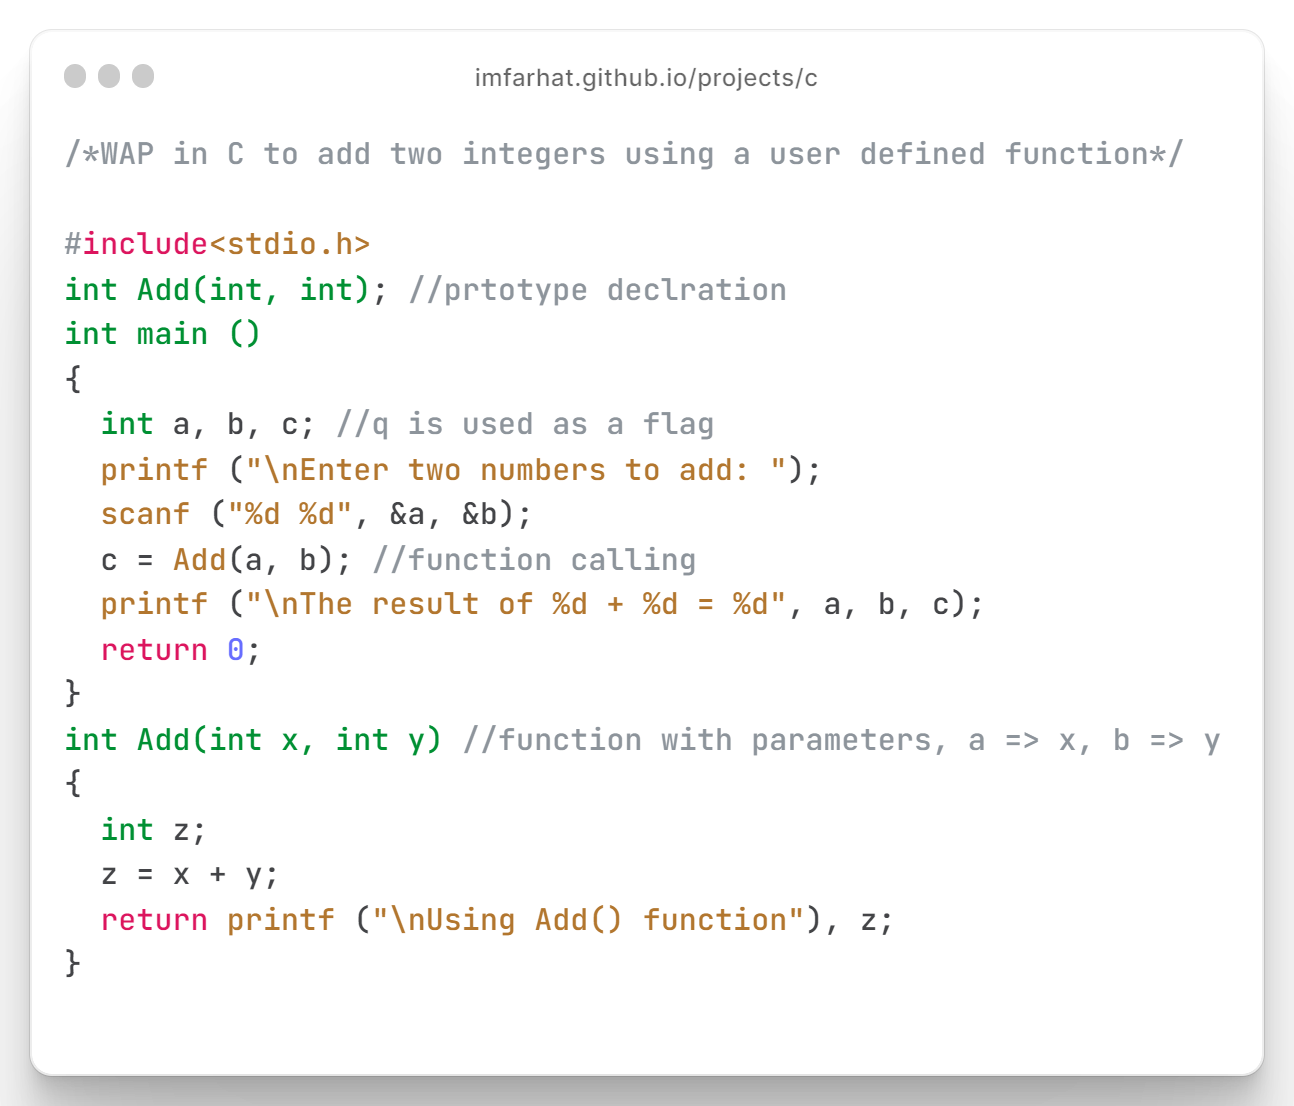 imfarhat.github.io/projects/c
/*WAP in C to add two integers using a user defined function*/
#include<stdio.h>
int Add(int, int); //prtotype declration
int main ()
{
  int a, b, c; //q is used as a flag
  printf ("\nEnter two numbers to add: ");
  scanf ("%d %d", &a, &b);
  c = Add(a, b); //function calling
  printf ("\nThe result of %d + %d = %d", a, b, c);
  return 0;
}
int Add(int x, int y) //function with parameters, a => x, b => y
{
  int z;
  z = x + y;
  return printf ("\nUsing Add() function"), z;
}